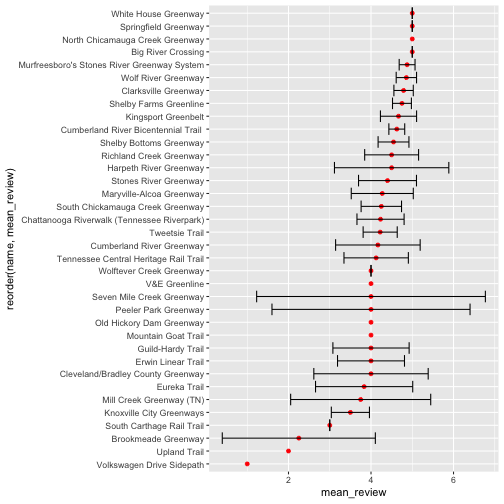 White House Greenway
Springfield Greenway
North Chicamauga Creek Greenway
Big River Crossing
Murfreesboro's Stones River Greenway System
Wolf River Greenway
Clarksville Greenway
Shelby Farms Greenline
Kingsport Greenbelt
Cumberland River Bicentennial Trail
Shelby Bottoms Greenway
Richland Creek Greenway
Harpeth River Greenway
Stones River Greenway
Maryville-Alcoa Greenway
South Chickamauga Creek Greenway
Chattanooga Riverwalk (Tennessee Riverpark)
Tweetsie Trail
Cumberland River Greenway
Tennessee Central Heritage Rail Trail
Wolftever Creek Greenway
V&E Greenline
Seven Mile Creek Greenway
Peeler Park Greenway
Old Hickory Dam Greenway
Mountain Goat Trail
Guild-Hardy Trail
Erwin Linear Trail
Cleveland/Bradley County Greenway
Eureka Trail
Mill Creek Greenway (TN)
Knoxville City Greenways
South Carthage Rail Trail
Brookmeade Greenway
Upland Trail
Volkswagen Drive Sidepath
reorder(name, mean_review)
2 4 6
mean_review